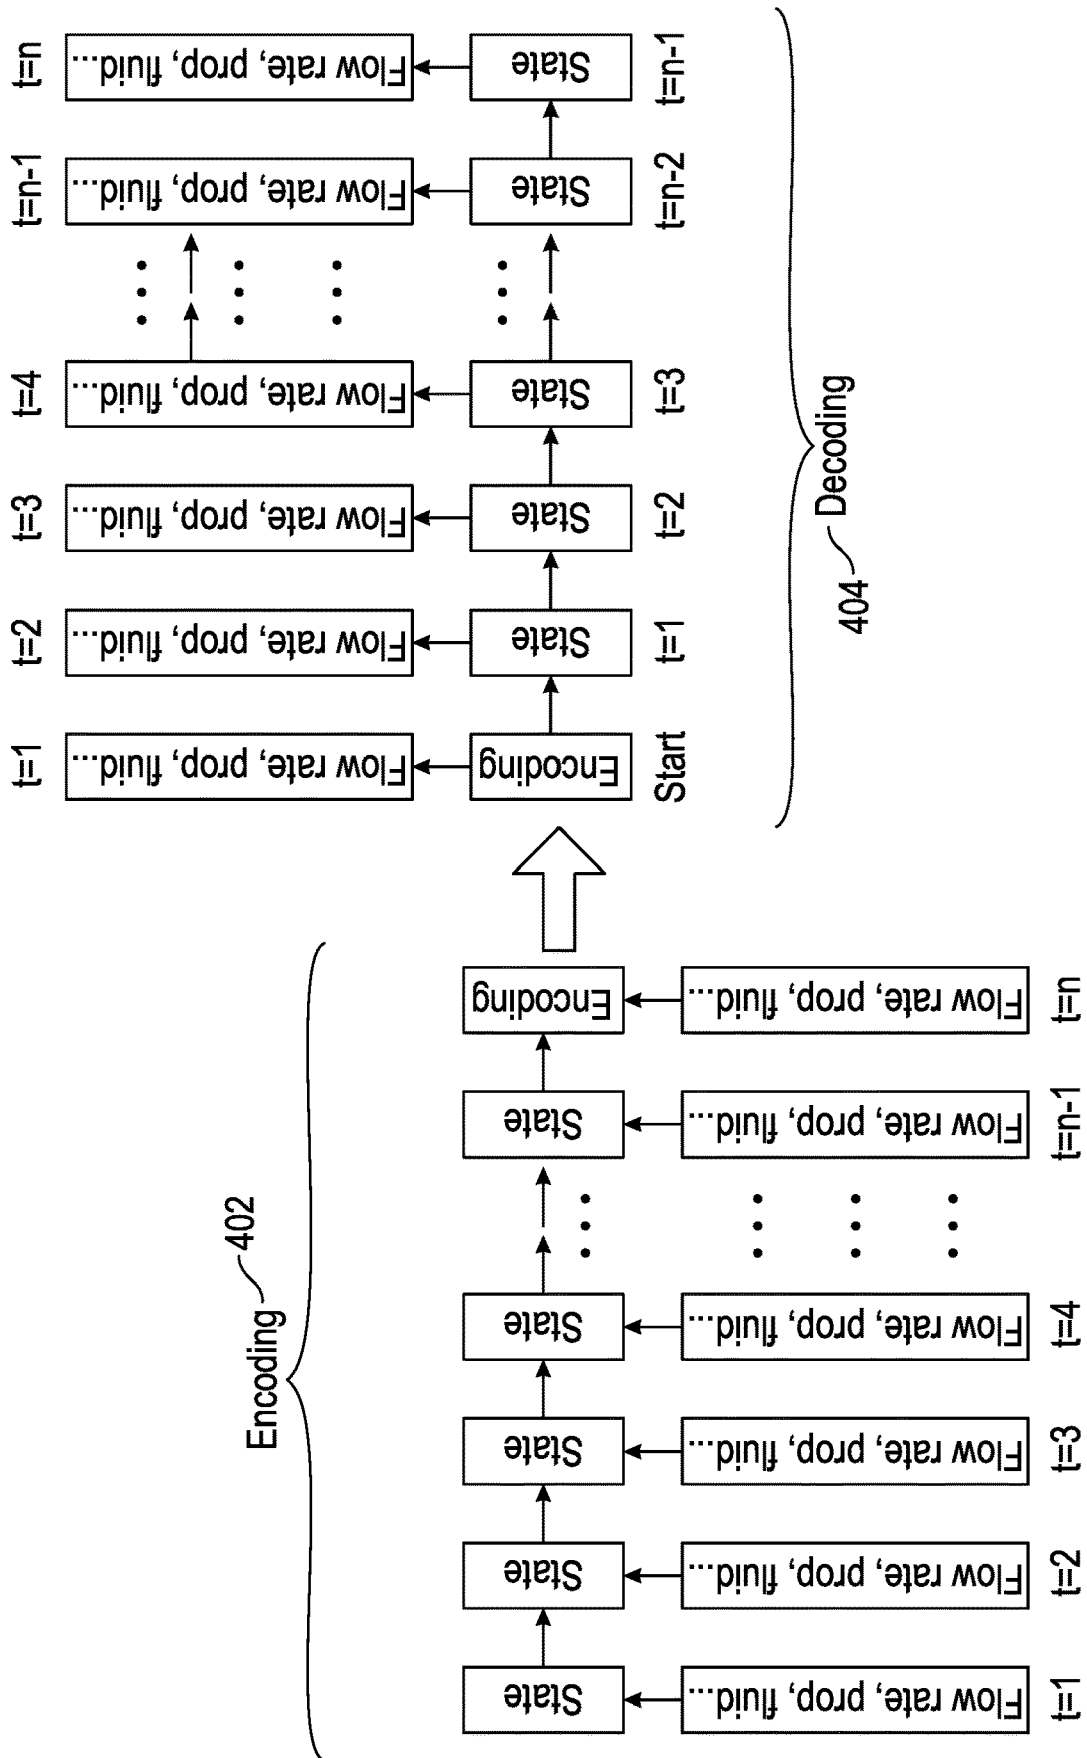 Encoding 402
State
State
State
State
State
Encoding
Flow rate, prop, fluid...
Flow rate, prop, fluid...
Flow rate, prop, fluid...
Flow rate, prop, fluid...
Flow rate, prop, fluid...
Flow rate, prop, fluid...
t=1
t=2
t=3
t=4
t=n-1
t=n
t=1
t=2
t=3
t=4
t=n-1
t=n
Flow rate, prop, fluid...
Flow rate, prop, fluid...
Flow rate, prop, fluid...
Flow rate, prop, fluid...
Flow rate, prop, fluid...
Flow rate, prop, fluid...
Encoding
State
State
State
State
State
Start
t=1
t=2
t=3
t=n-2
t=n-1
404 Decoding